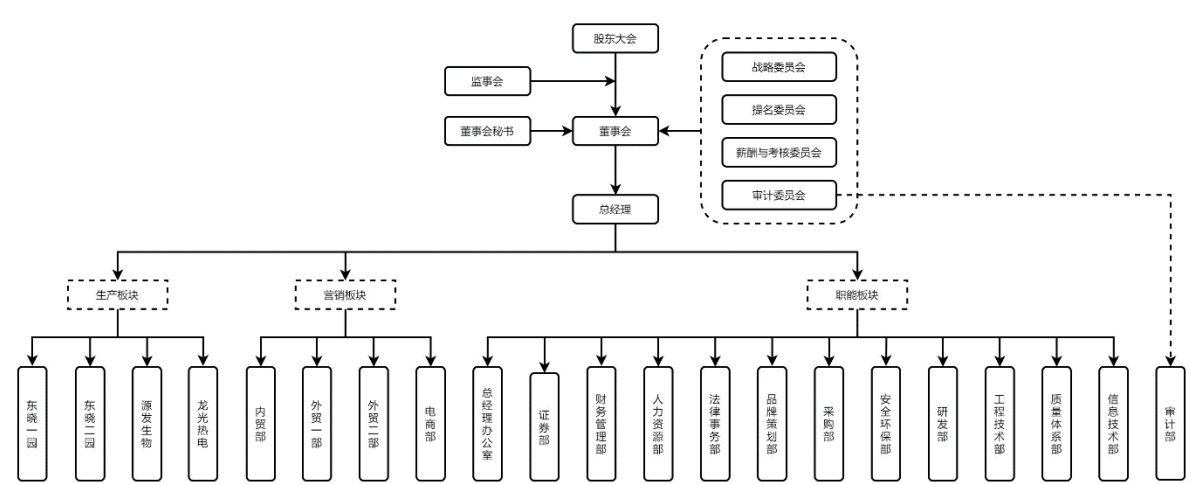 股东大会
监事会
战略委员会
提名委员会
董事会秘书
董事会
薪酬与考核委员会
审计委员会
总经理
生产板块
营销板块
职能板块
东晓一园
东晓二园
源发生物
龙光热电
内贸部
外贸一部
外贸二部
电商部
总经理办公室
证券部
财务管理部
人力资源部
法律事务部
品牌策划部
采购部
安全环保部
研发部
工程技术部
质量体系部
信息技术部
审计部